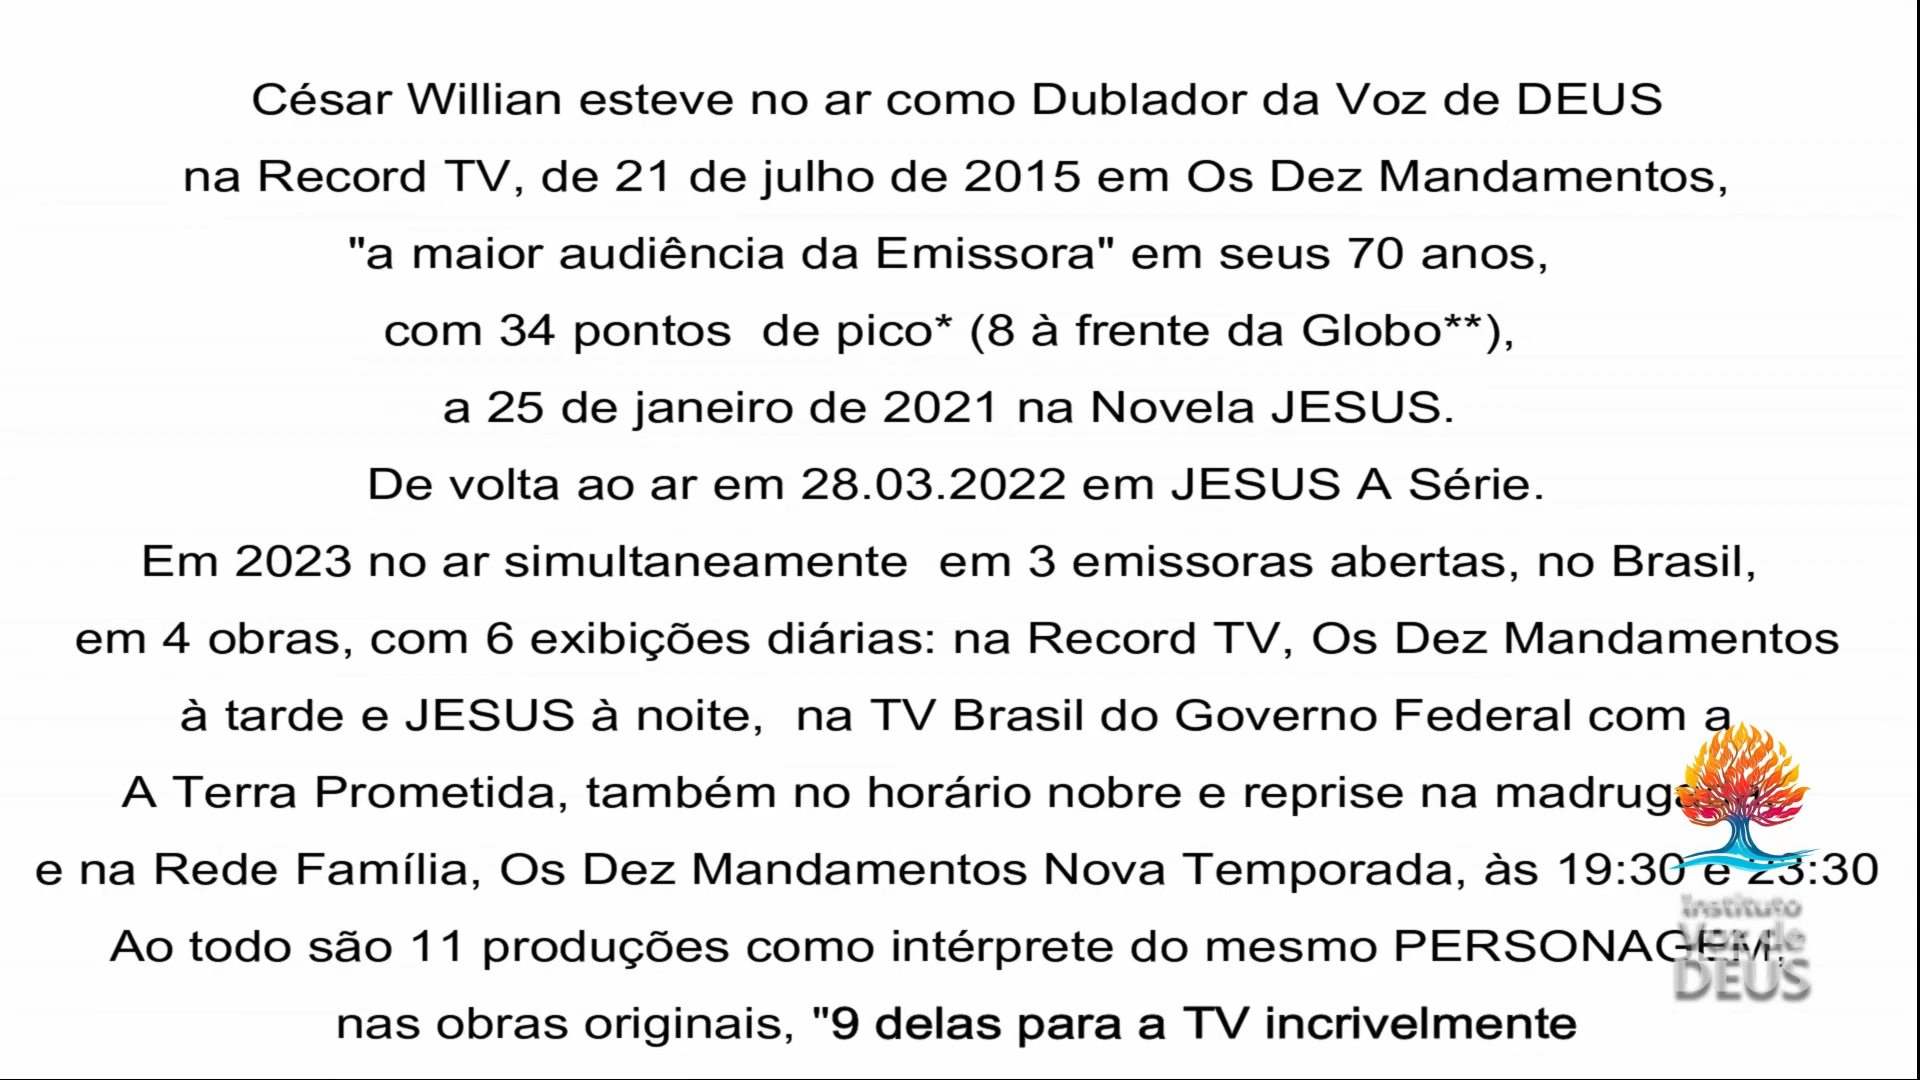 César Willian esteve no ar como Dublador da Voz de DEUS
na Record TV, de 21 de julho de 2015 em Os Dez Mandamentos,
"a maior audiência da Emissora" em seus 70 anos,
com 34 pontos de pico* (8 à frente da Globo**),
a 25 de janeiro de 2021 na Novela JESUS.
De volta ao ar em 28.03.2022 em JESUS A Série.
Em 2023 no ar simultaneamente em 3 emissoras abertas, no Brasil,
em 4 obras, com 6 exibições diárias: na Record TV, Os Dez Mandamentos
à tarde e JESUS à noite, na TV Brasil do Governo Federal com a
A Terra Prometida, também no horário nobre e reprise na
e na Rede Família, Os Dez Mandamentos Nova Temporada, às 19:30 e 23:30
Ao todo são 11 produções como intérprete do mesmo PERSONAGEM,
nas obras originais, "9 delas para a TV incrivelmente
Instituto
Voz de
DEUS